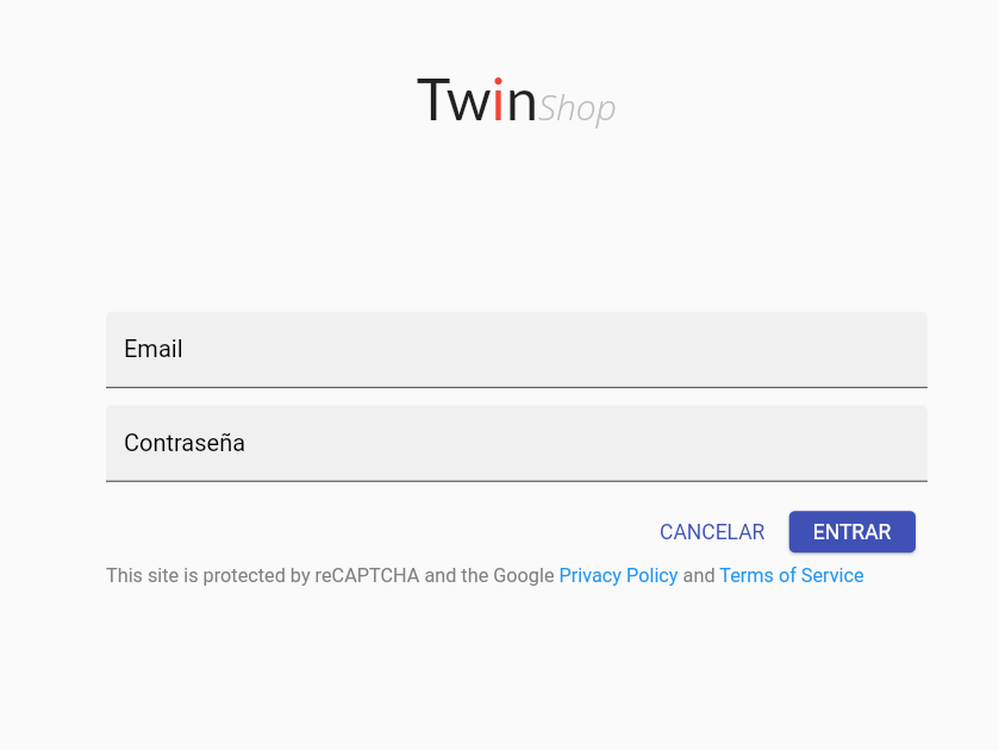 TwinShop
Email
Contraseña
CANCELAR ENTRAR
This site is protected by reCAPTCHA and the Google Privacy Policy and Terms of Service